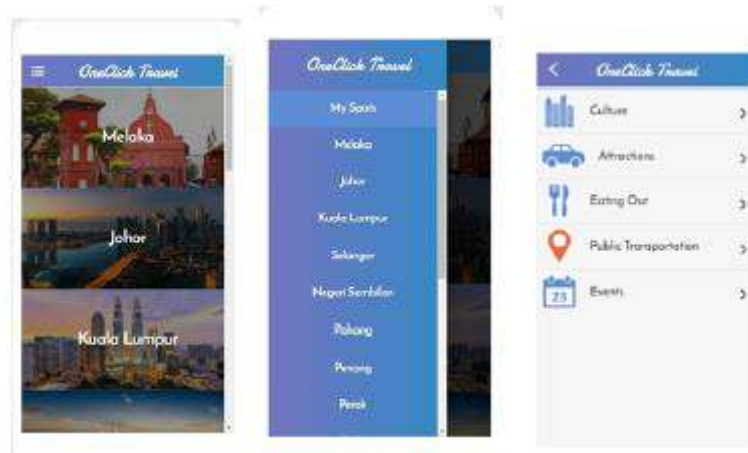 OneClick Travel
Melaka
Johor
Kuala Lumpur
OneClick Travel
My Spots
Melaka
Johor
Kuala Lumpur
Selangor
Negeri Sembilan
Pahang
Penang
Perak
OneClick Travel
Culture
Attractions
Eating Out
Public Transportation
23
Events